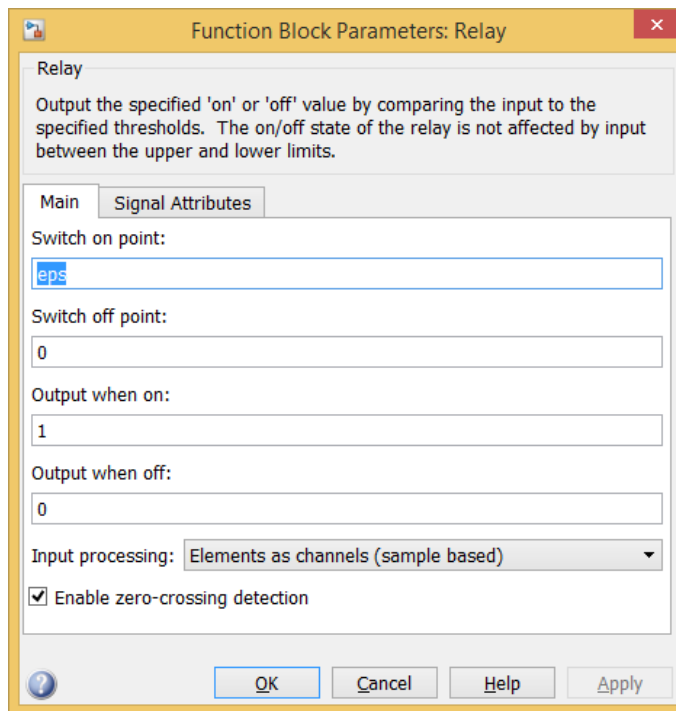 Function Block Parameters: Relay
Relay
Output the specified 'on' or 'off' value by comparing the input to the
specified thresholds. The on/off state of the relay is not affected by input
between the upper and lower limits.
Main
Signal Attributes
Switch on point:
eps
Switch off point:
0
Output when on:
1
Output when off:
0
Input processing: Elements as channels (sample based)
Enable zero-crossing detection
OK
Cancel
Help
Apply